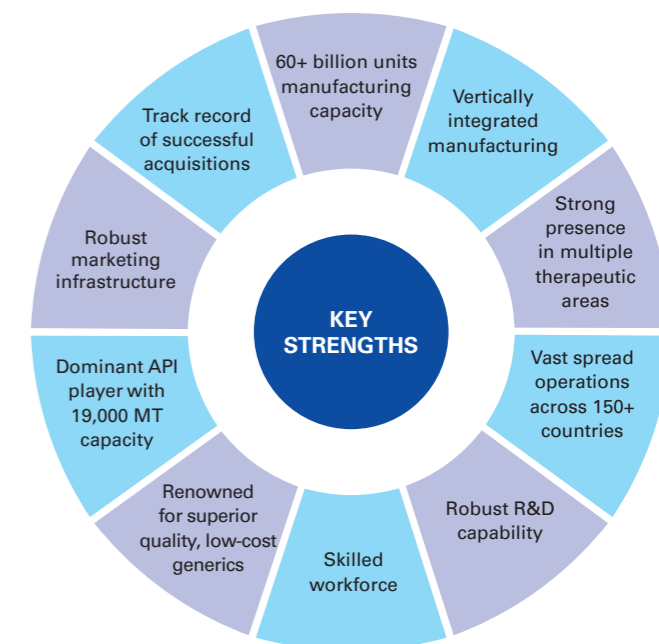 60+ billion units
manufacturing
capacity
Vertically
integrated
manufacturing
Strong
presence
in multiple
therapeutic
areas
Vast spread
operations
across 150+
countries
Robust R&D
capability
Skilled
workforce
Renowned
for superior
quality, low-cost
generics
Dominant API
player with
19,000 MT
capacity
Robust
marketing
infrastructure
Track record
of successful
acquisitions
KEY
STRENGTHS